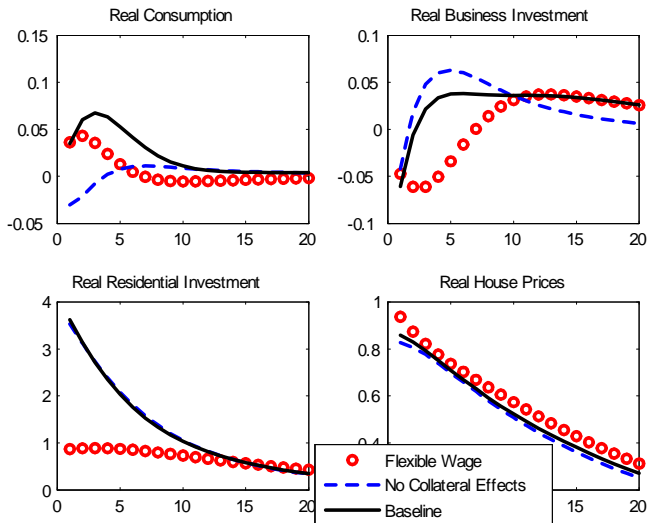 Real Consumption
Real Business Investment
0.15
0.1
0.05
0
-0.05
0 5 10 15 20
0.1
0.05
0
-0.05
-0.1
0 5 10 15 20
Real Residential Investment
Real House Prices
4
3
2
1
0
0 5 10 15 20
1
0.8
0.6
0.4
15 20
Flexible Wage
No Collateral Effects
Baseline